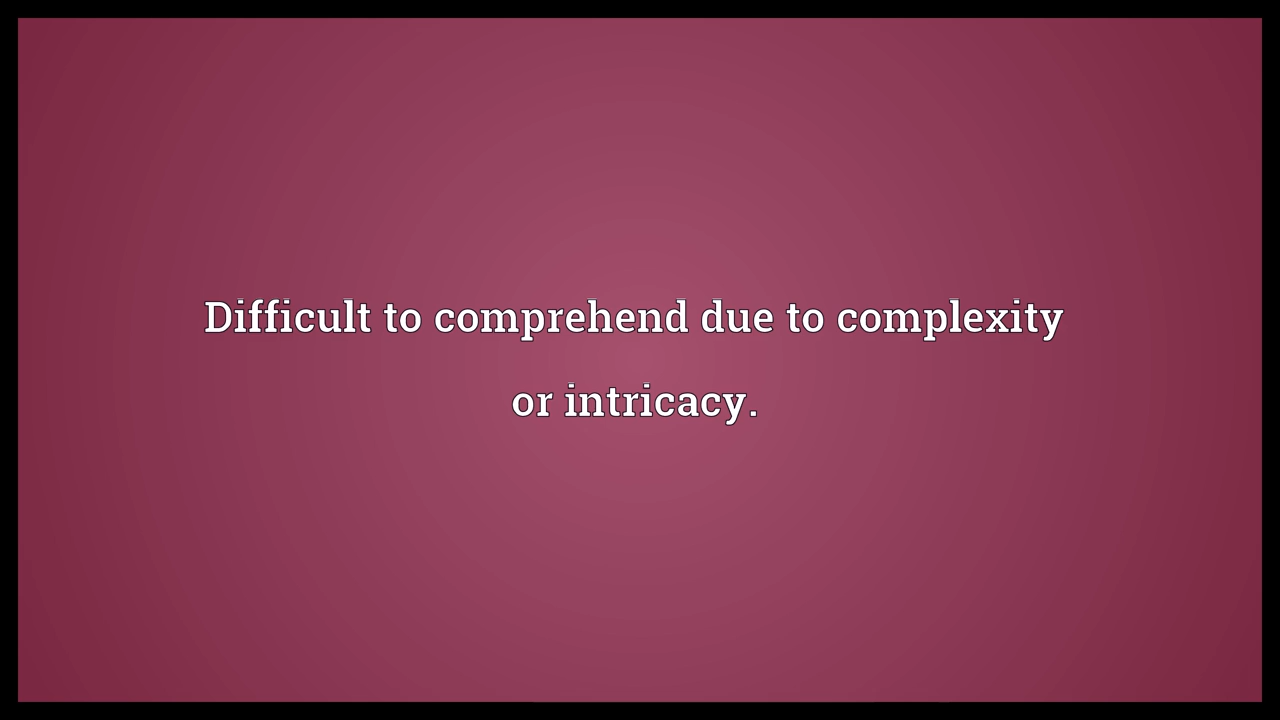 Difficult to comprehend due to complexity
or intricacy.